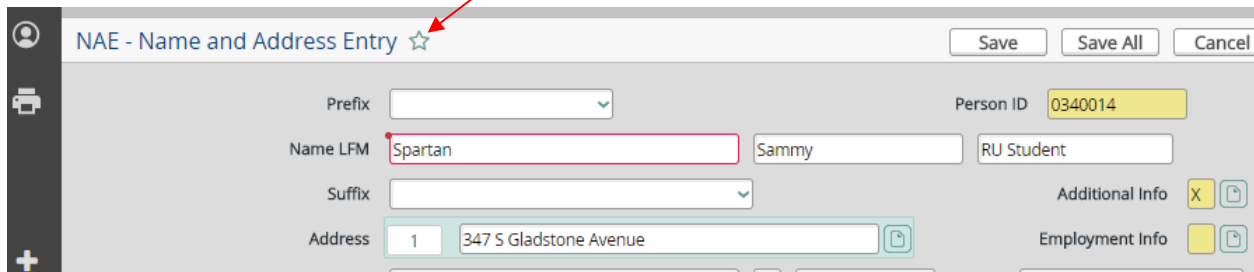 NAE - Name and Address Entry Save Save All Cancel
Prefix Person ID 0340014
Name LFM Spartan Sammy RU Student
Suffix Additional Info X
Address 1 347 S Gladstone Avenue Employment Info